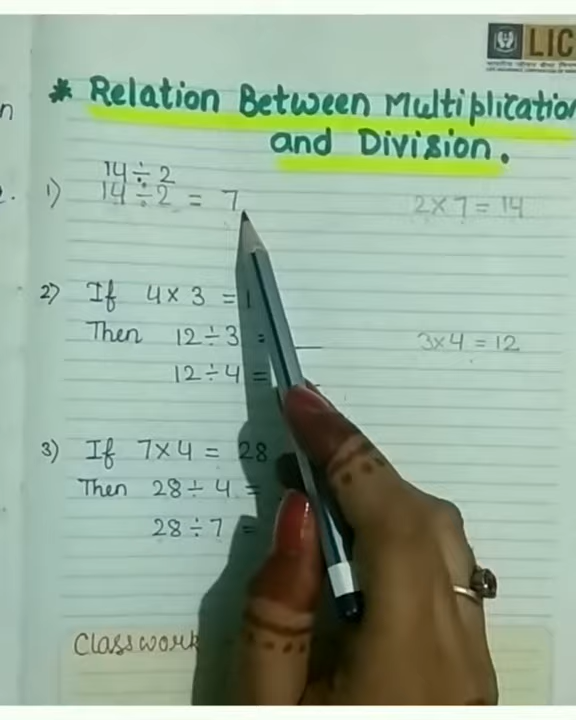 LIC
* Relation Between Multiplication
and Division.
14÷2
1) 14÷2 = 7
2×7 = 14
2) If 4×3 = 1
Then 12÷3 = __
3×4 = 12
12÷4 =
3) If 7×4 = 28
Then 28÷4 =
28÷7 =
Classwork